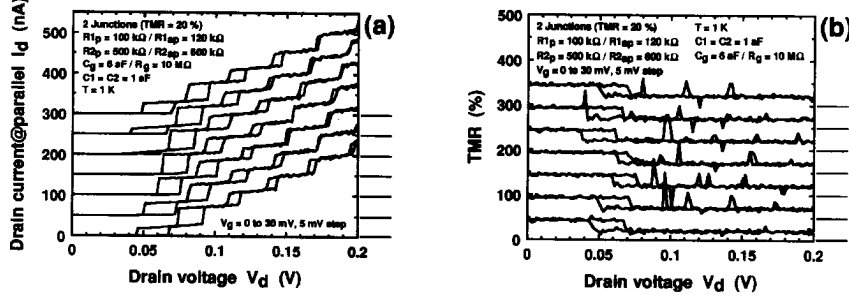 (a)
Drain current@parallel Id (nA)
500
400
300
200
100
0
2 Junctions (TMR = 20 %)
R1p = 100 kΩ / R1ap = 120 kΩ
R2p = 500 kΩ / R2ap = 600 kΩ
Cg = 6 aF / Rg = 10 MΩ
C1 = C2 = 1 aF
T = 1 K
Vg = 0 to 30 mV, 5 mV step
0 0.05 0.1 0.15 0.2
Drain voltage Vd (V)
(b)
TMR (%)
500
400
300
200
100
0
2 Junctions (TMR = 20 %) T = 1 K
R1p = 100 kΩ / R1ap = 120 kΩ C1 = C2 = 1 aF
R2p = 500 kΩ / R2ap = 600 kΩ Cg = 6 aF / Rg = 10 MΩ
Vg = 0 to 30 mV, 5 mV step
0 0.05 0.1 0.15 0.2
Drain voltage Vd (V)